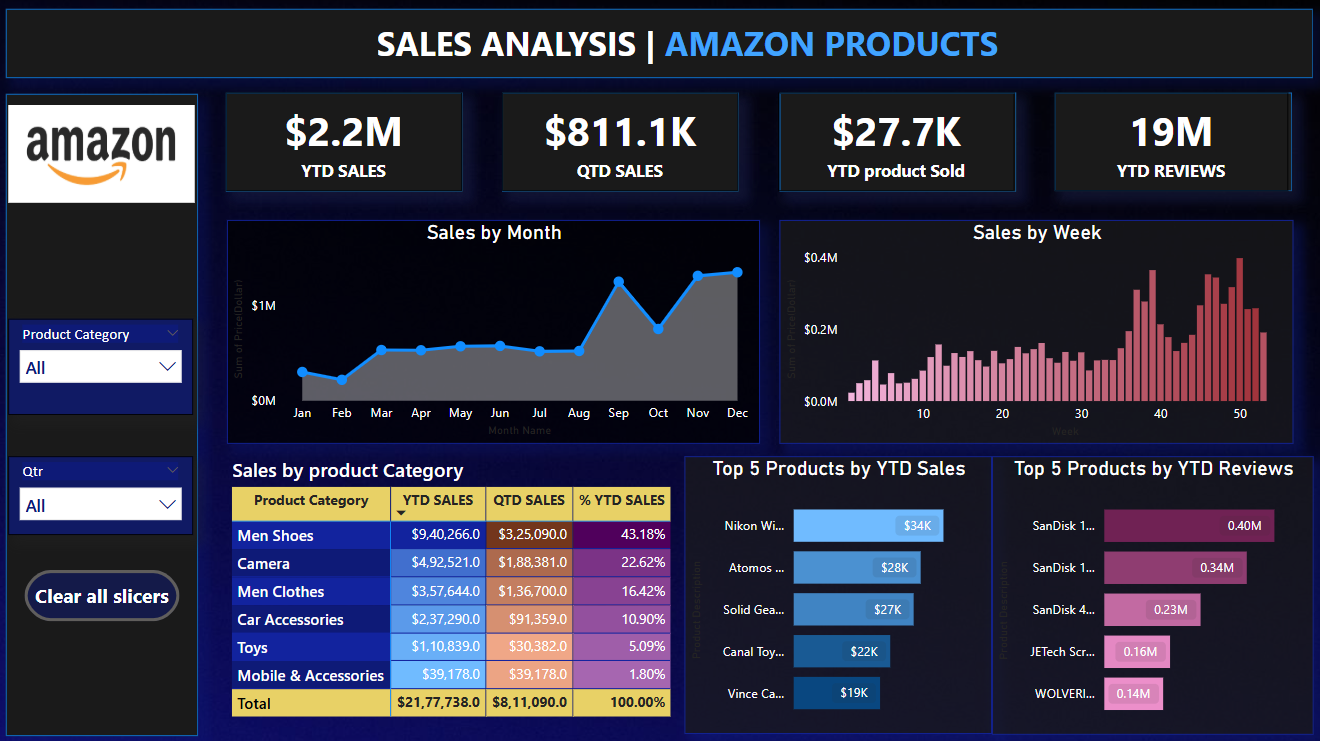 SALES ANALYSIS | AMAZON PRODUCTS
amazon
$2.2M
YTD SALES
$811.1K
QTD SALES
$27.7K
YTD product Sold
19M
YTD REVIEWS
Product Category
All
Qtr
All
Clear all slicers
Sales by Month
Sum of Price(Dollar)
$1M
$0M
Jan Feb Mar Apr May Jun Jul Aug Sep Oct Nov Dec
Month Name
Sales by Week
Sum of Price(Dollar)
$0.4M
$0.2M
$0.0M
10 20 30 40 50
Week
Sales by product Category
Product Category YTD SALES QTD SALES % YTD SALES
Men Shoes $9,40,266.0 $3,25,090.0 43.18%
Camera $4,92,521.0 $1,88,381.0 22.62%
Men Clothes $3,57,644.0 $1,36,700.0 16.42%
Car Accessories $2,37,290.0 $91,359.0 10.90%
Toys $1,10,839.0 $30,382.0 5.09%
Mobile & Accessories $39,178.0 $39,178.0 1.80%
Total $21,77,738.0 $8,11,090.0 100.00%
Top 5 Products by YTD Sales
Product Description
Nikon Wi... $34K
Atomos ... $28K
Solid Gea... $27K
Canal Toy... $22K
Vince Ca... $19K
Top 5 Products by YTD Reviews
Product Description
SanDisk 1... 0.40M
SanDisk 1... 0.34M
SanDisk 4... 0.23M
JETech Scr... 0.16M
WOLVERI... 0.14M